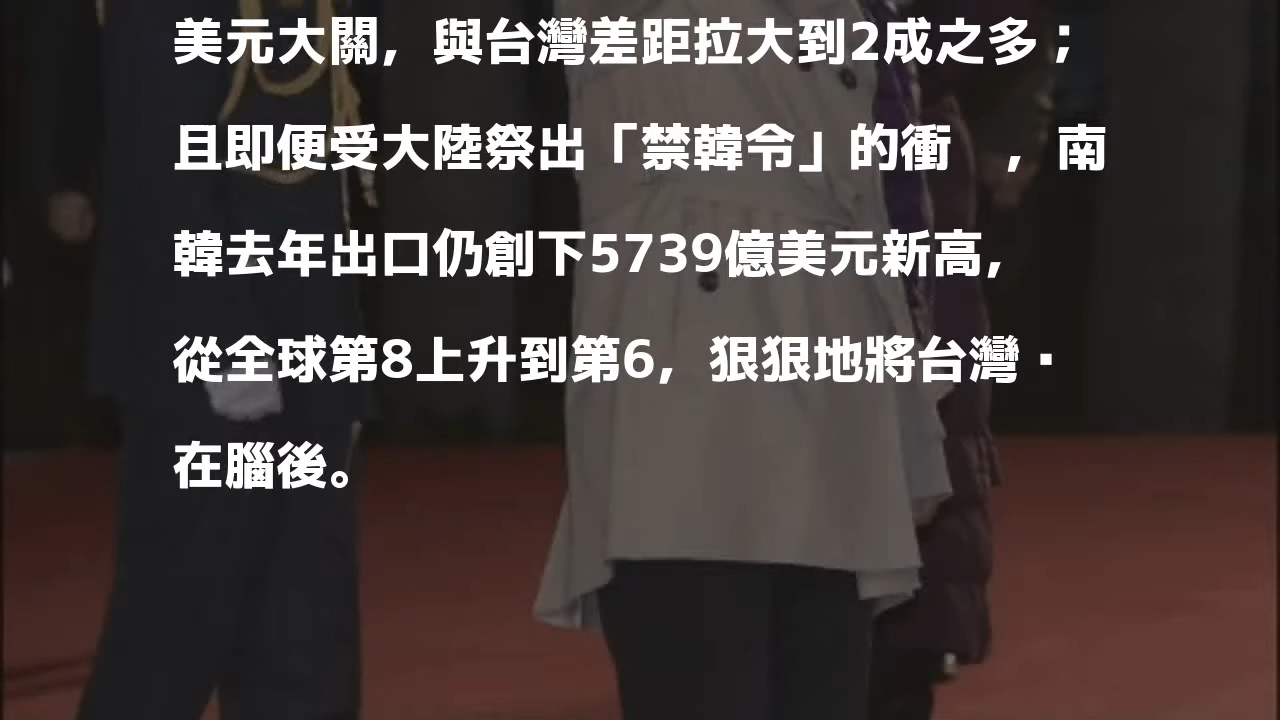 美元大關，與台灣差距拉大到2成之多；
且即便受大陸祭出「禁韓令」的衝　，南
韓去年出口仍創下5739億美元新高，
從全球第8上升到第6，狠狠地將台灣·
在腦後。